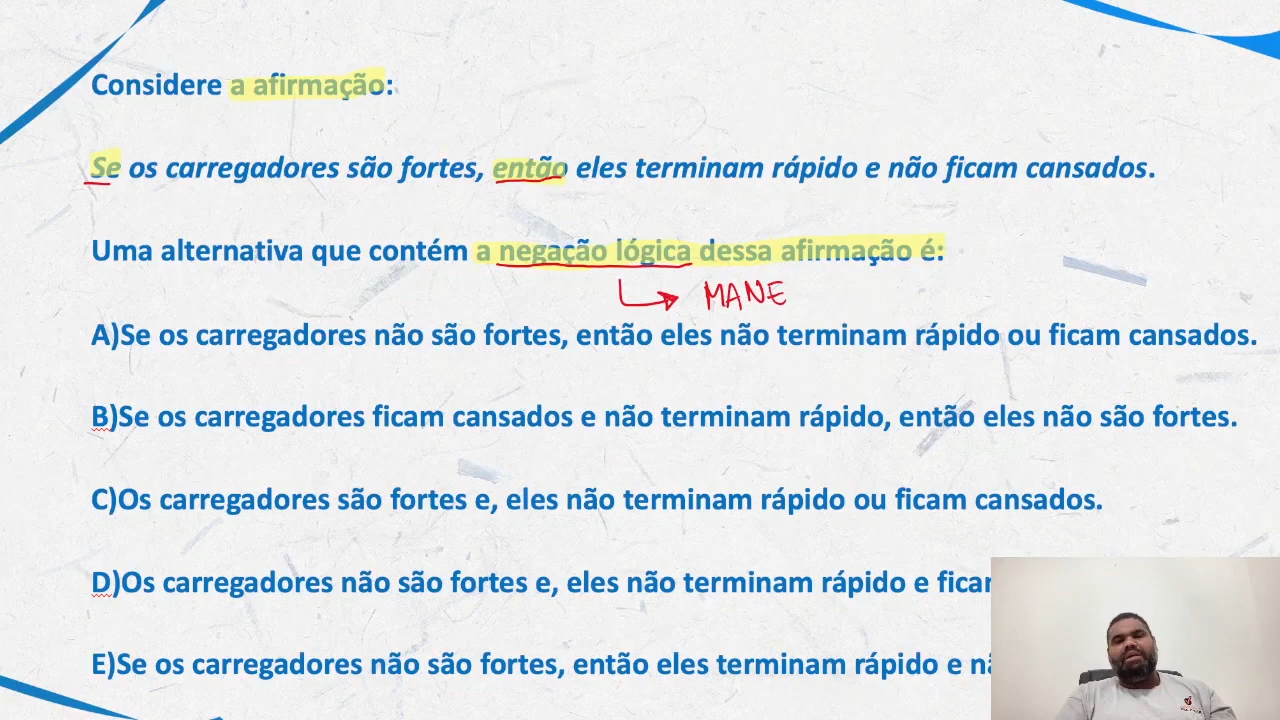 Considere a afirmação:
Se os carregadores são fortes, então eles terminam rápido e não ficam cansados.
Uma alternativa que contém a negação lógica dessa afirmação é:
MANE
A)Se os carregadores não são fortes, então eles não terminam rápido ou ficam cansados.
B)Se os carregadores ficam cansados e não terminam rápido, então eles não são fortes.
C)Os carregadores são fortes e, eles não terminam rápido ou ficam cansados.
D)Os carregadores não são fortes e, eles não terminam rápido e
E)Se os carregadores não são fortes, então eles terminam rápido e